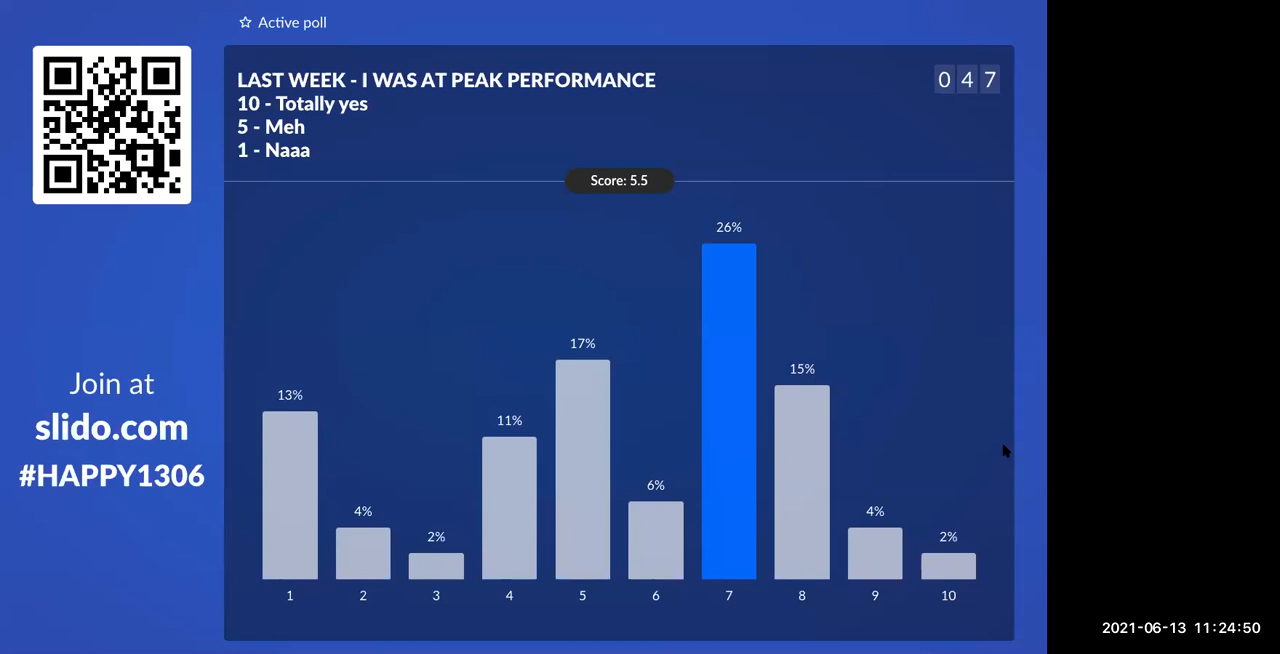 Active poll
LAST WEEK - I WAS AT PEAK PERFORMANCE
10 - Totally yes
5 - Meh
1 - Naaa
0 4 7
Score: 5.5
26%
17%
15%
13%
11%
6%
4%
4%
2%
2%
1 2 3 4 5 6 7 8 9 10
Join at
slido.com
#HAPPY1306
2021-06-13 11:24:50